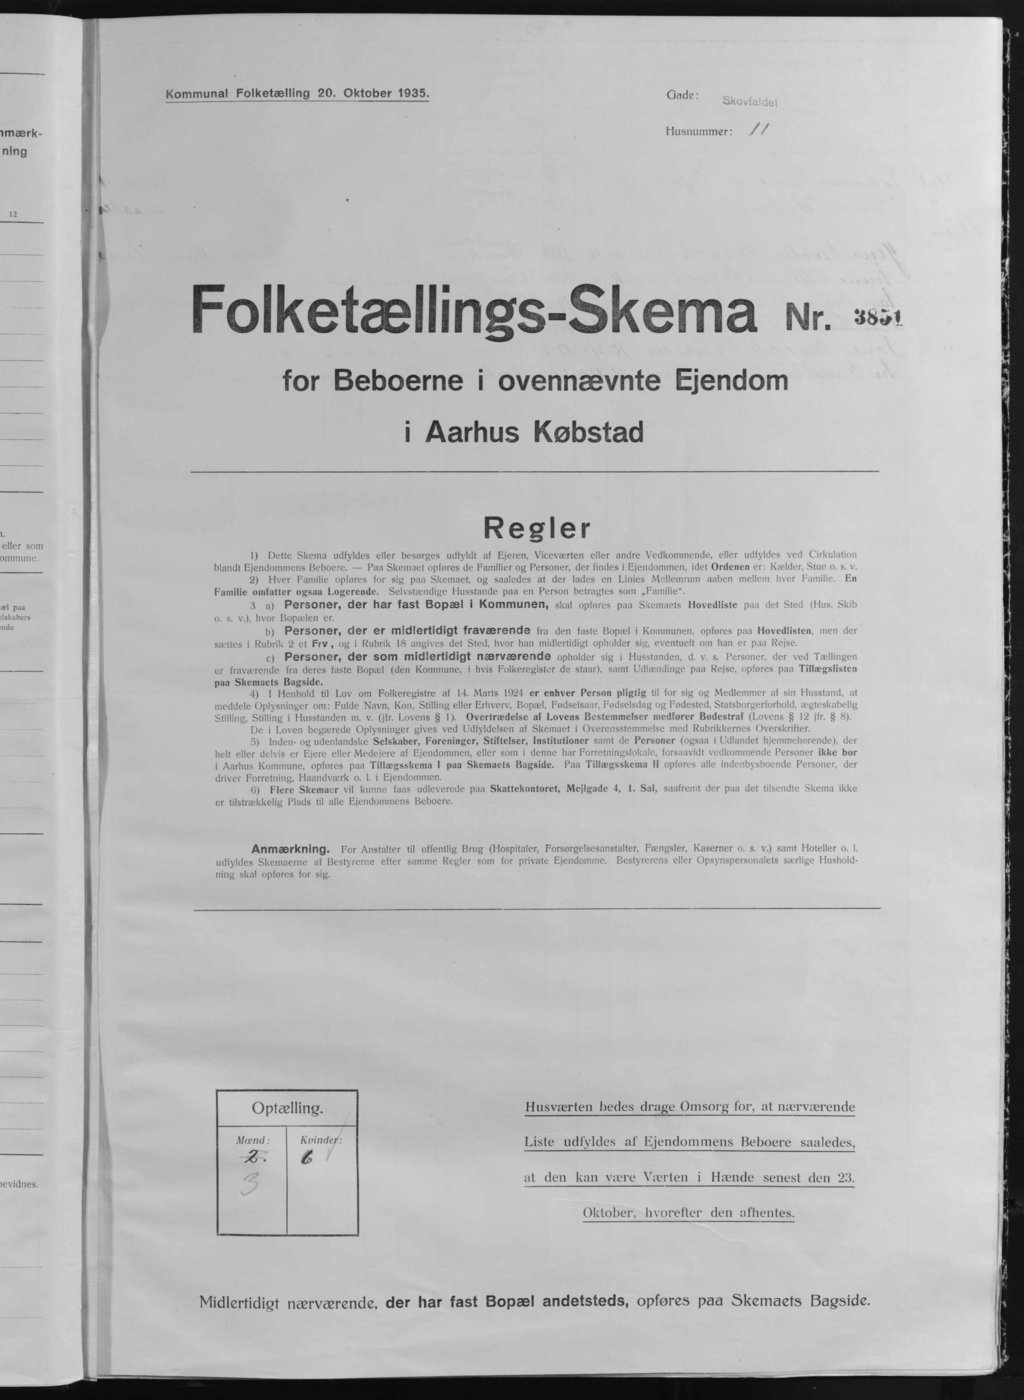 Kommunal Folketælling 20. Oktober 1935.
Gade: Skovfaldet
Husnummer: 11
mærk-
ning
12
Folketællings-Skema Nr. 3851
for Beboerne i ovennævnte Ejendom
i Aarhus Købstad
Regler
1) Dette Skema udfyldes eller besørges udfyldt af Ejeren, Viceværten eller andre Vedkommende, eller udfyldes ved Cirkulation
blandt Ejendommens Beboere. — Paa Skemaet opføres de Familier og Personer, der findes i Ejendommen, idet Ordenen er: Kælder, Stue o. s. v.
2) Hver Familie opføres for sig paa Skemaet, og saaledes at der lades en Linies Mellemrum aaben mellem hver Familie. En
Familie omfatter ogsaa Logerende. Selvstændige Husstande paa en Person betragtes som „Familie".
3 a) Personer, der har fast Bopæl i Kommunen, skal opføres paa Skemaets Hovedliste paa det Sted (Hus, Skib
o. s. v.), hvor Bopælen er.
b) Personer, der er midlertidigt fraværende fra den faste Bopæl i Kommunen, opføres paa Hovedlisten, men der
sættes i Rubrik 2 et Frv, og i Rubrik 18 angives det Sted, hvor han midlertidigt opholder sig, eventuelt om han er paa Rejse.
c) Personer, der som midlertidigt nærværende opholder sig i Husstanden, d. v. s. Personer, der ved Tællingen
er fraværende fra deres faste Bopæl (den Kommune, i hvis Folkeregister de staar), samt Udlændinge paa Rejse, opføres paa Tillægslisten
paa Skemaets Bagside.
4) I Henhold til Lov om Folkeregistre af 14. Marts 1924 er enhver Person pligtig til for sig og Medlemmer af sin Husstand, at
meddele Oplysninger om: Fulde Navn, Køn, Stilling eller Erhverv, Bopæl, Fødselsaar, Fødselsdag og Fødested, Statsborgerforhold, ægteskabelig
Stilling, Stilling i Husstanden m. v. (jfr. Lovens § 1). Overtrædelse af Lovens Bestemmelser medfører Bødestraf (Lovens § 12 jfr. § 8).
De i Loven begærede Oplysninger gives ved Udfyldelsen af Skemaet i Overensstemmelse med Rubrikkernes Overskrifter.
5) Inden- og udenlandske Selskaber, Foreninger, Stiftelser, Institutioner samt de Personer (ogsaa i Udlandet hjemmehørende), der
helt eller delvis er Ejere eller Medejere af Ejendommen, eller som i denne har Forretningslokale, forsaavidt vedkommende Personer ikke bor
i Aarhus Kommune, opføres paa Tillægsskema I paa Skemaets Bagside. Paa Tillægsskema II opføres alle indenbysboende Personer, der
driver Forretning, Haandværk o. l. i Ejendommen.
6) Flere Skemaer vil kunne faas udleverede paa Skattekontoret, Mejlgade 4, 1. Sal, saafremt der paa det tilsendte Skema ikke
er tilstrækkelig Plads til alle Ejendommens Beboere.
Anmærkning. For Anstalter til offentlig Brug (Hospitaler, Forsørgelsesanstalter, Fængsler, Kaserner o. s. v.) samt Hoteller o. l.
udfyldes Skemaerne af Bestyrerne efter samme Regler som for private Ejendomme. Bestyrerens eller Opsynspersonalets særlige Hushold-
ning skal opføres for sig.
eller som
ommune.
æl paa
elskabers
ende
bevidnes.
Optælling.
Mænd: Kvinder:
2. 6
3
Husværten bedes drage Omsorg for, at nærværende
Liste udfyldes af Ejendommens Beboere saaledes,
at den kan være Værten i Hænde senest den 23.
Oktober, hvorefter den afhentes.
Midlertidigt nærværende, der har fast Bopæl andetsteds, opføres paa Skemaets Bagside.